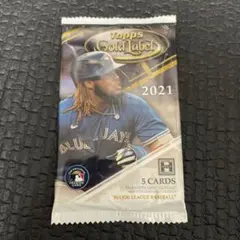 Topps
Gold Label
2021
BLUE JAYS
H
5 CARDS
MAJOR LEAGUE BASEBALL